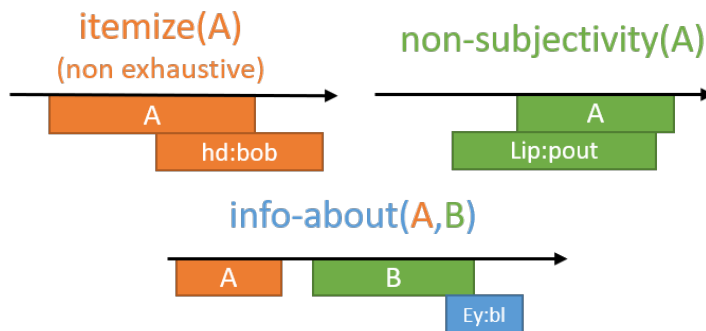 itemize(A)
(non exhaustive)
A
hd:bob
non-subjectivity(A)
A
Lip:pout
info-about(A,B)
A
B
Ey:bl